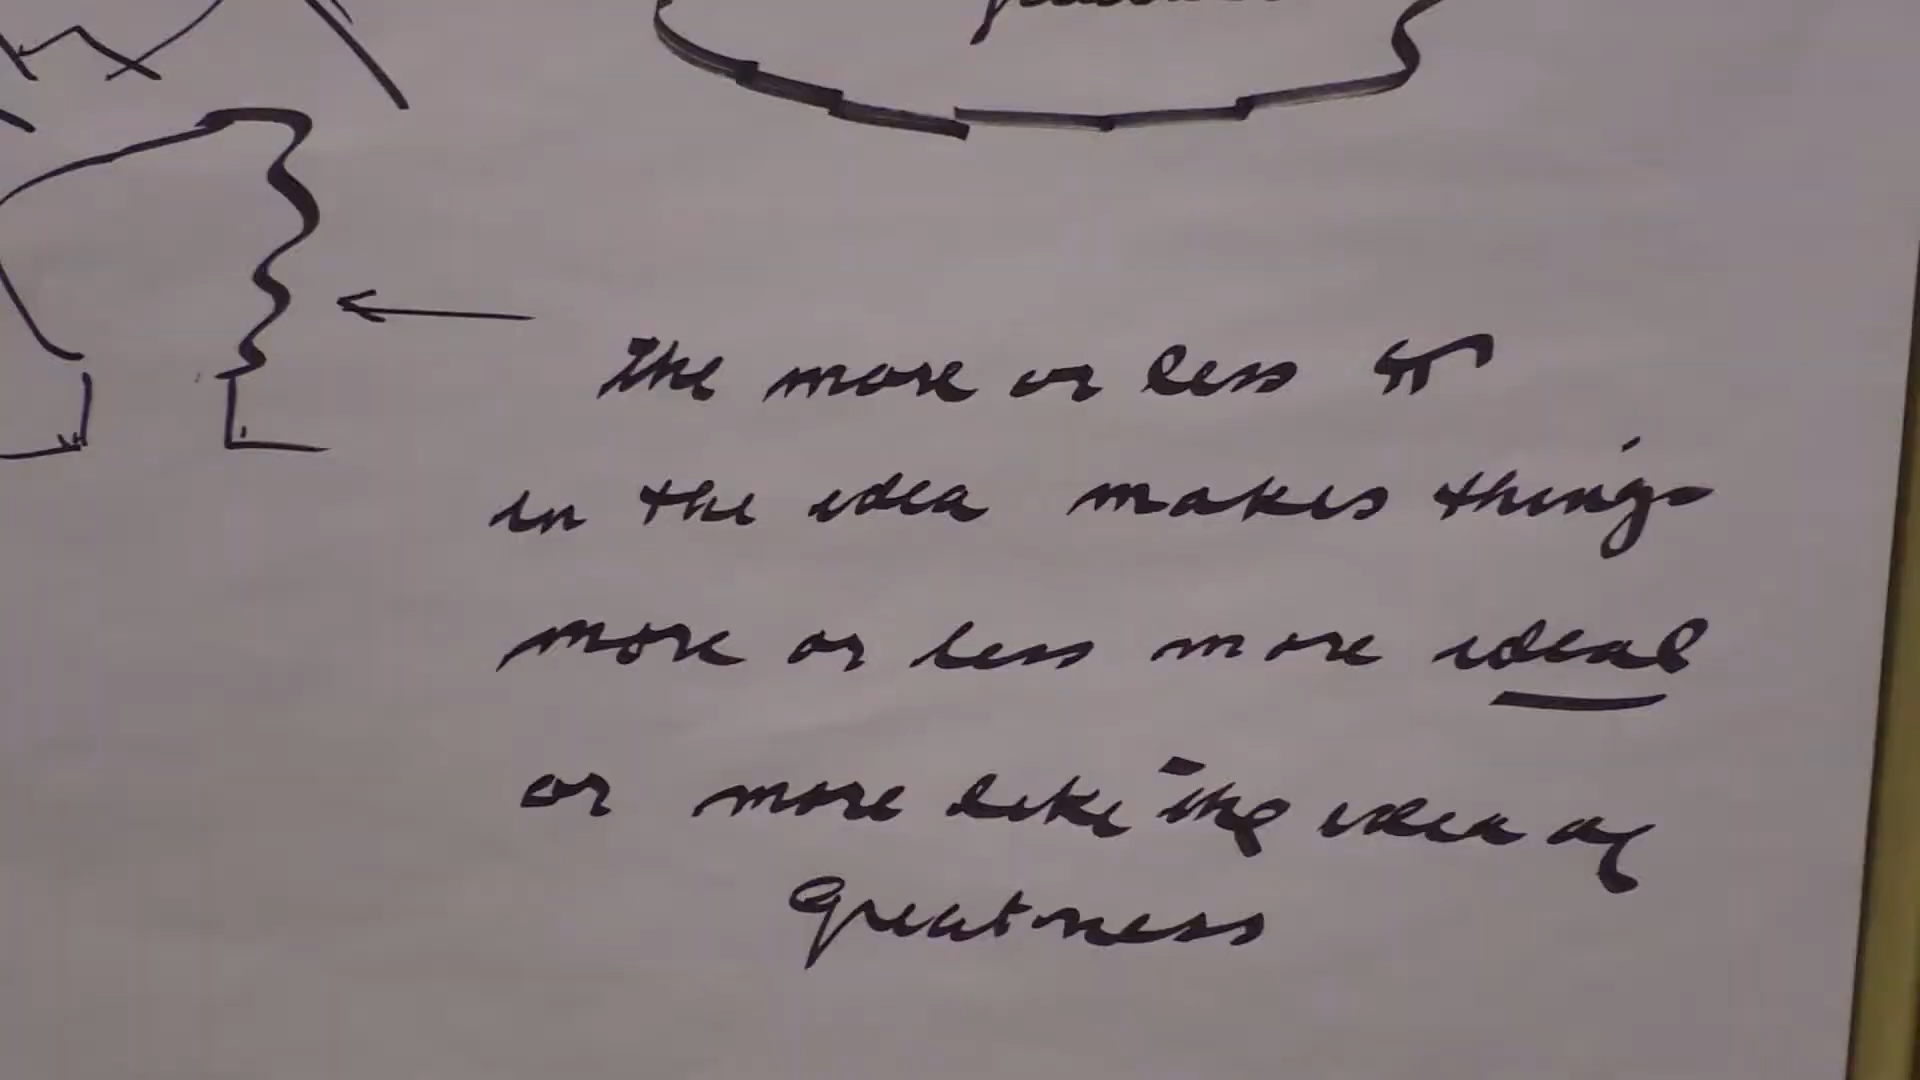 The more or less π
in the idea makes things
more or less more ideal
or more like the idea of
greatness